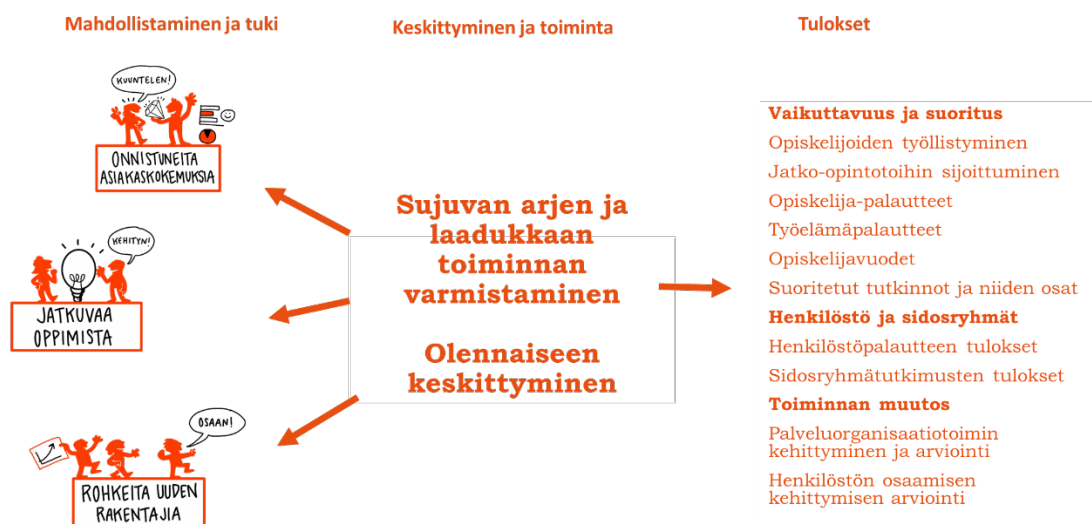 Mahdollistaminen ja tuki
Keskittyminen ja toiminta
Tulokset
KUUNTELEN!
ONNISTUNEITA
ASIAKASKOKEMUKSIA
KEHITYN!
JATKUVAA
OPPIMISTA
OSAAN!
ROHKEITA UUDEN
RAKENTAJIA
Sujuvan arjen ja
laadukkaan
toiminnan
varmistaminen
Olennaiseen
keskittyminen
Vaikuttavuus ja suoritus
Opiskelijoiden työllistyminen
Jatko-opintotoihin sijoittuminen
Opiskelija-palautteet
Työelämäpalautteet
Opiskelijavuodet
Suoritetut tutkinnot ja niiden osat
Henkilöstö ja sidosryhmät
Henkilöstöpalautteen tulokset
Sidosryhmätutkimusten tulokset
Toiminnan muutos
Palveluorganisaatiotoimin
kehittyminen ja arviointi
Henkilöstön osaamisen
kehittymisen arviointi